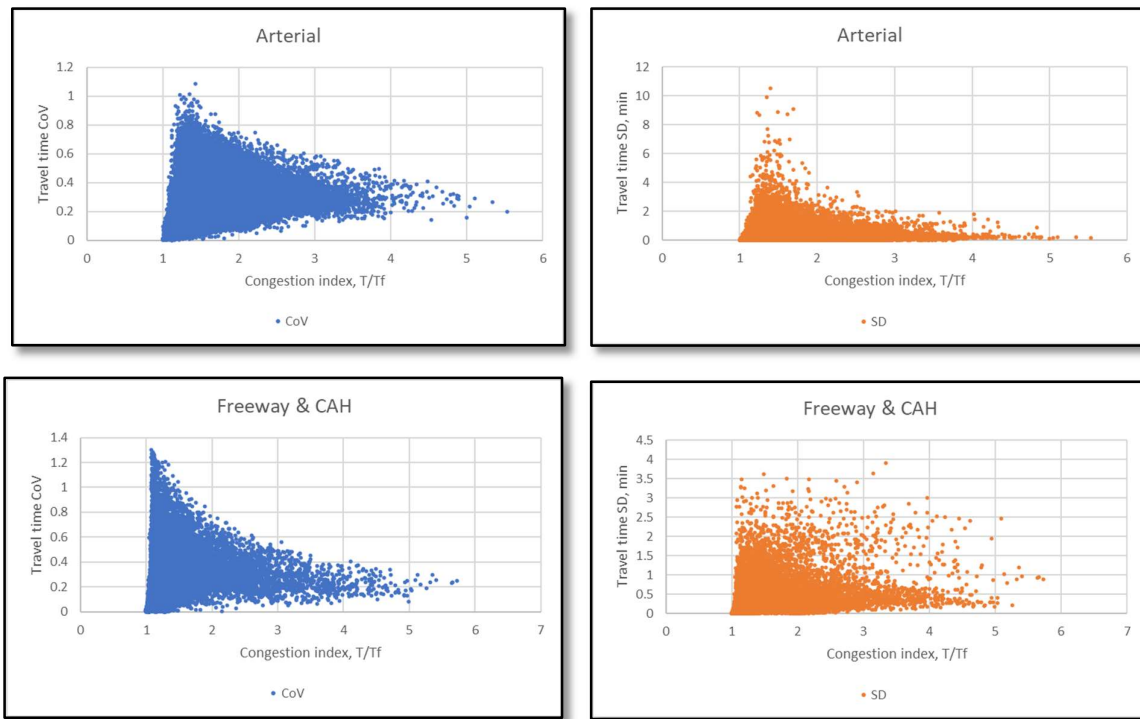 Arterial
1.2
1
0.8
0.6
0.4
0.2
0
0 1 2 3 4 5 6
Travel time CoV
Congestion index, T/Tf
CoV
Arterial
12
10
8
6
4
2
0
0 1 2 3 4 5 6
Travel time SD, min
Congestion index, T/Tf
SD
Freeway & CAH
1.4
1.2
1
0.8
0.6
0.4
0.2
0
0 1 2 3 4 5 6 7
Travel time CoV
Congestion index, T/Tf
CoV
Freeway & CAH
4.5
4
3.5
3
2.5
2
1.5
1
0.5
0
0 1 2 3 4 5 6 7
Travel time SD, min
Congestion index, T/Tf
SD